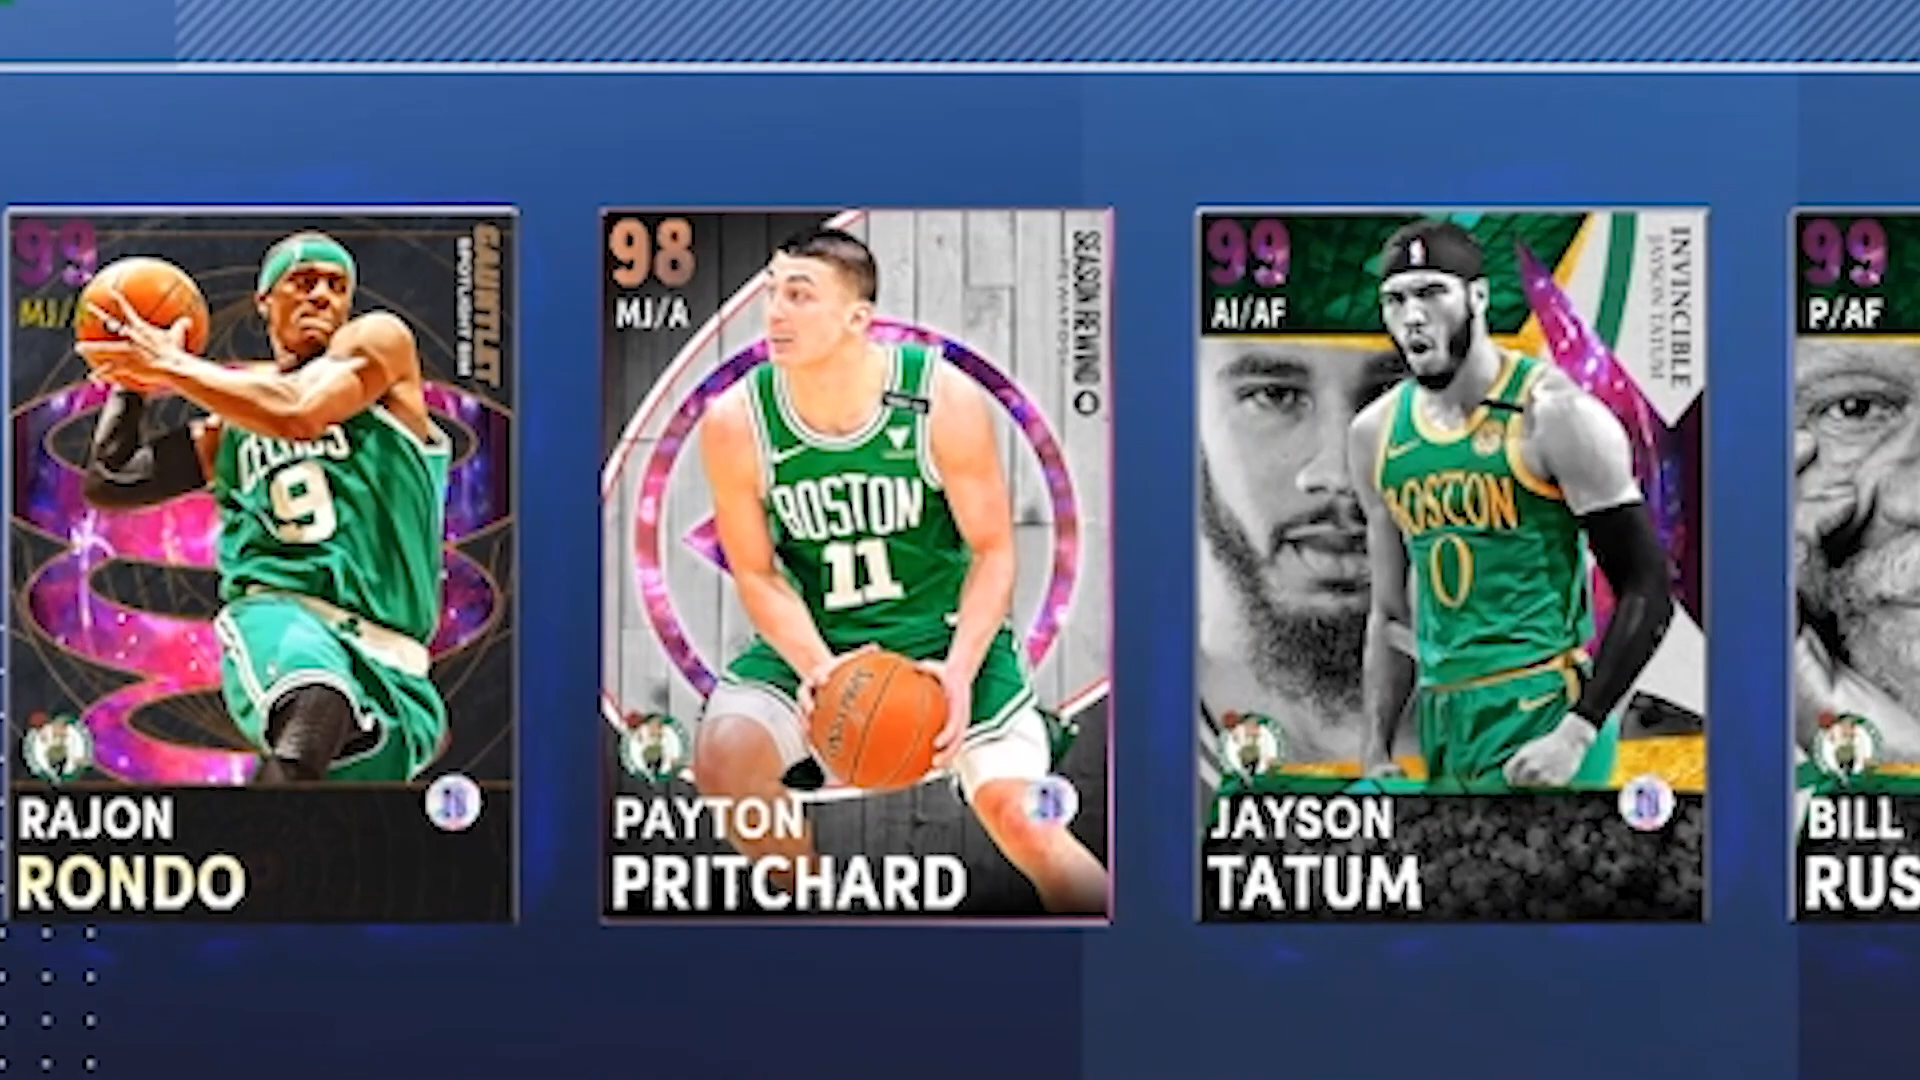 99
MJ/
GAUNTLET
SPOTLIGHT SIM
CELTICS
9
RAJON
RONDO
98
MJ/A
SEASON REWIND
REWARDS
BOSTON
11
PAYTON
PRITCHARD
99
AI/AF
INVINCIBLE
JAYSON TATUM
BOSTON
0
JAYSON
TATUM
99
P/AF
BILL
RUS